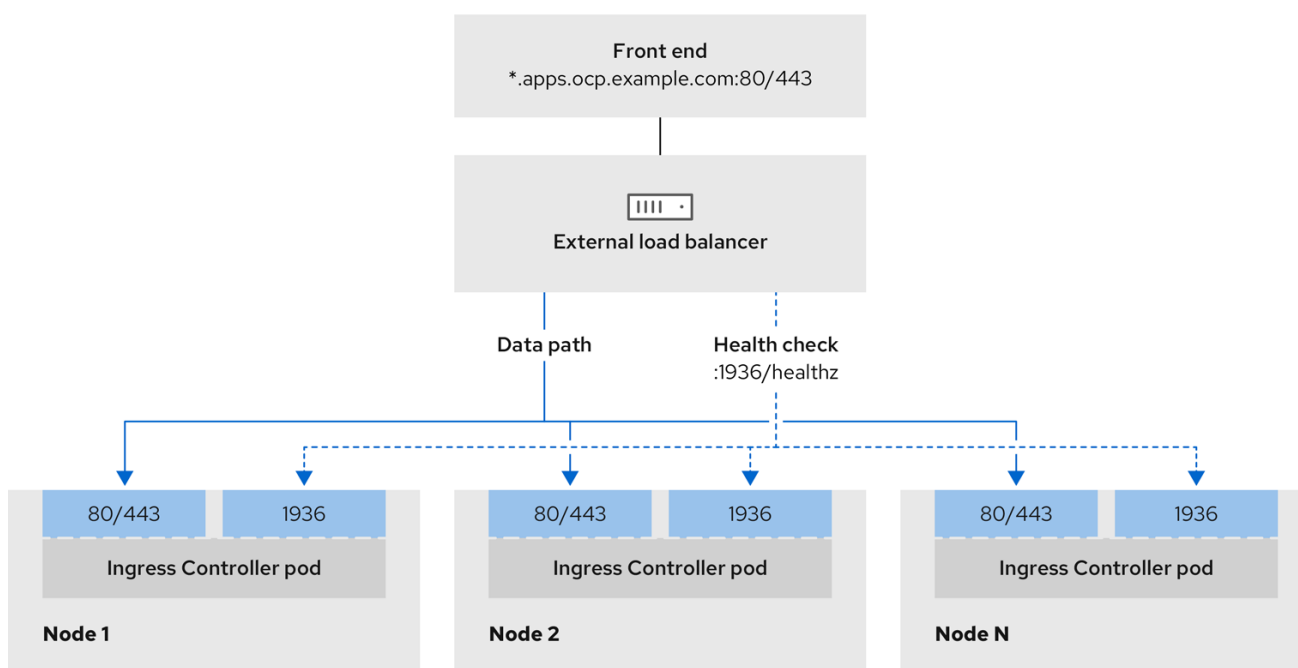 Front end
*.apps.ocp.example.com:80/443
External load balancer
Data path
Health check
:1936/healthz
80/443
1936
80/443
1936
80/443
1936
Ingress Controller pod
Ingress Controller pod
Ingress Controller pod
Node 1
Node 2
Node N